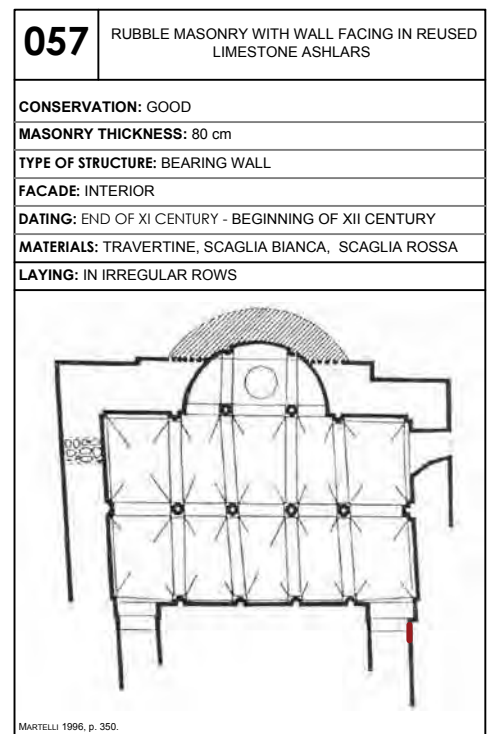 057
RUBBLE MASONRY WITH WALL FACING IN REUSED
LIMESTONE ASHLARS
CONSERVATION: GOOD
MASONRY THICKNESS: 80 cm
TYPE OF STRUCTURE: BEARING WALL
FACADE: INTERIOR
DATING: END OF XI CENTURY - BEGINNING OF XII CENTURY
MATERIALS: TRAVERTINE, SCAGLIA BIANCA, SCAGLIA ROSSA
LAYING: IN IRREGULAR ROWS
MARTELLI 1996, p. 350.